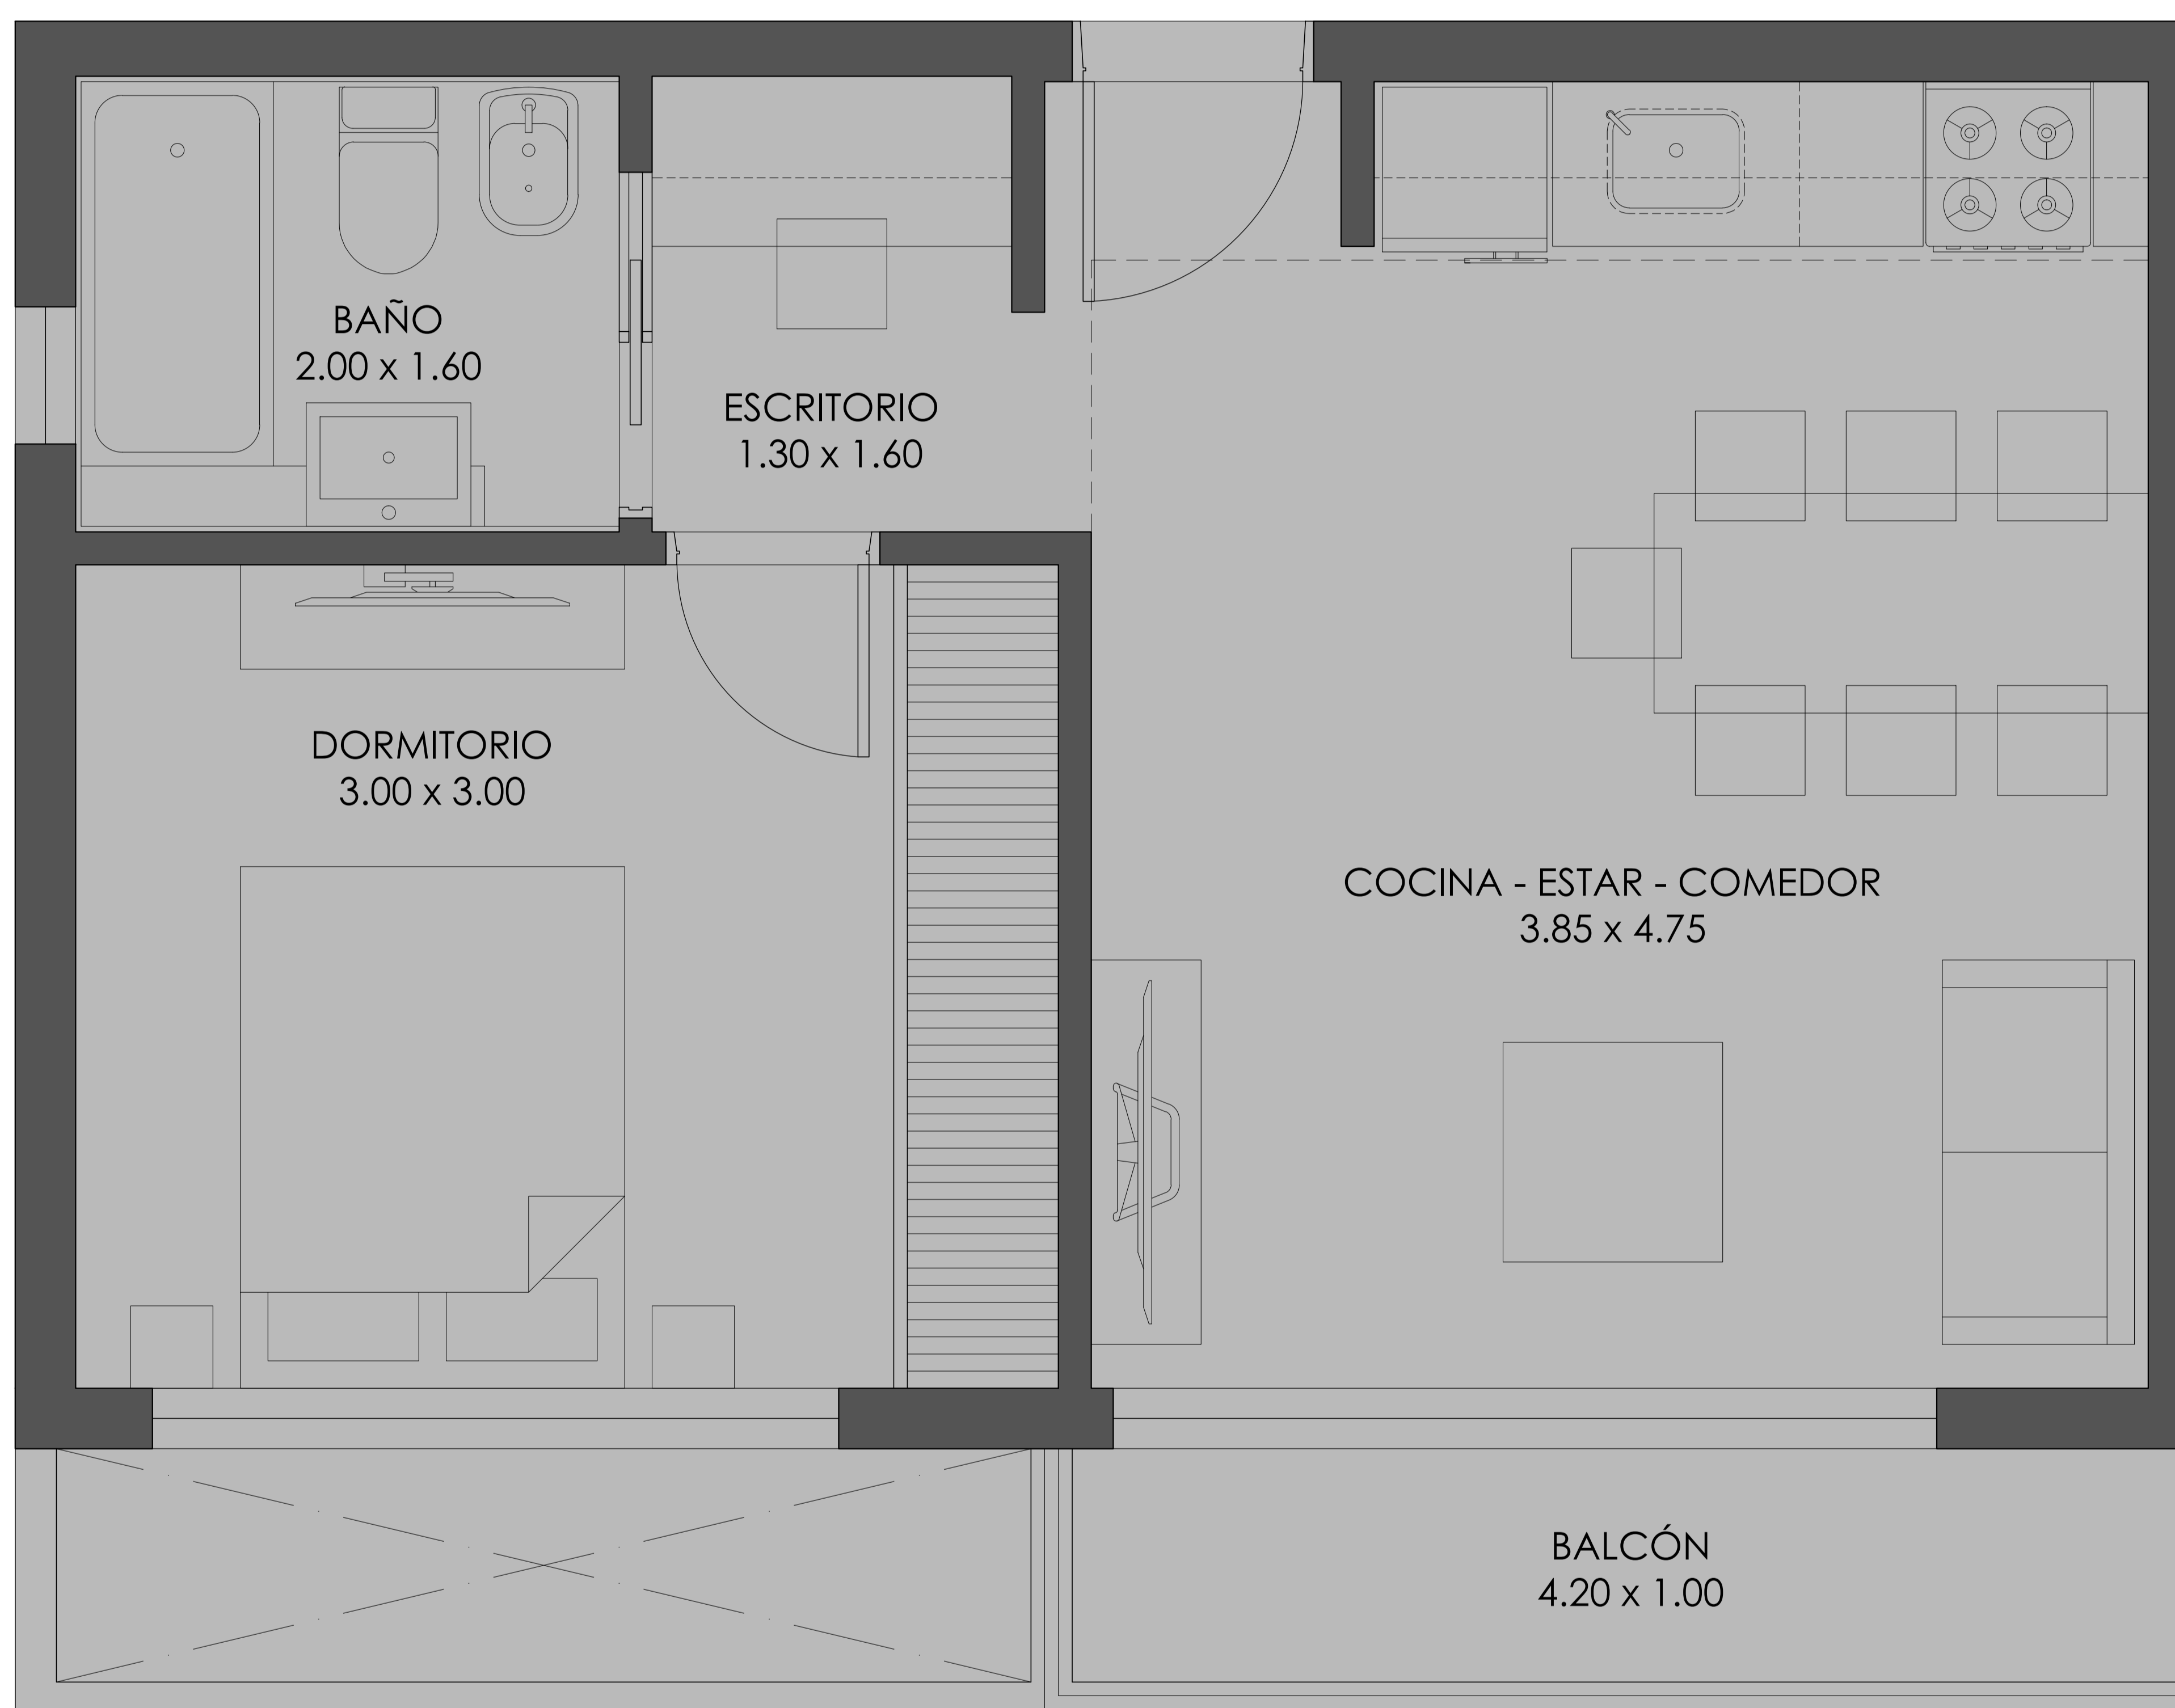 BAÑO
2.00 x 1.60
ESCRITORIO
1.30 x 1.60
DORMITORIO
3.00 x 3.00
COCINA - ESTAR - COMEDOR
3.85 x 4.75
BALCÓN
4.20 x 1.00